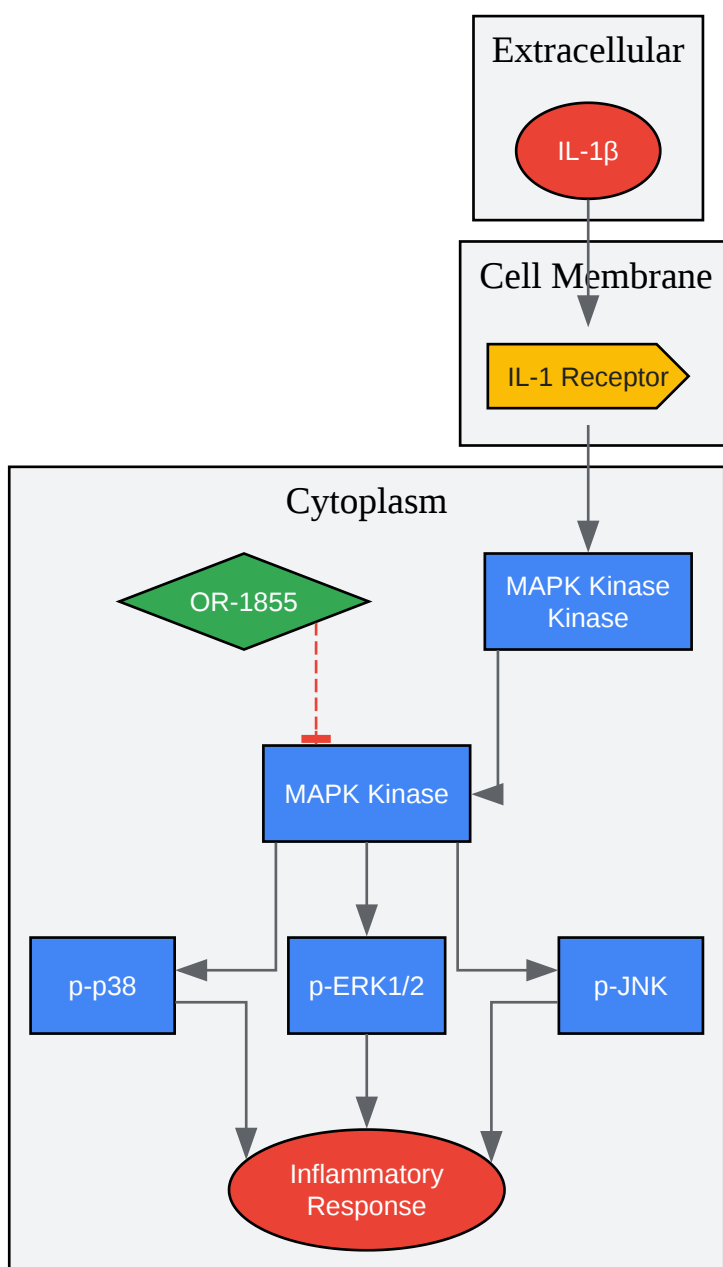 Extracellular
IL-1β
Cell Membrane
IL-1 Receptor
Cytoplasm
OR-1855
MAPK Kinase
Kinase
MAPK Kinase
p-p38
p-ERK1/2
p-JNK
Inflammatory
Response